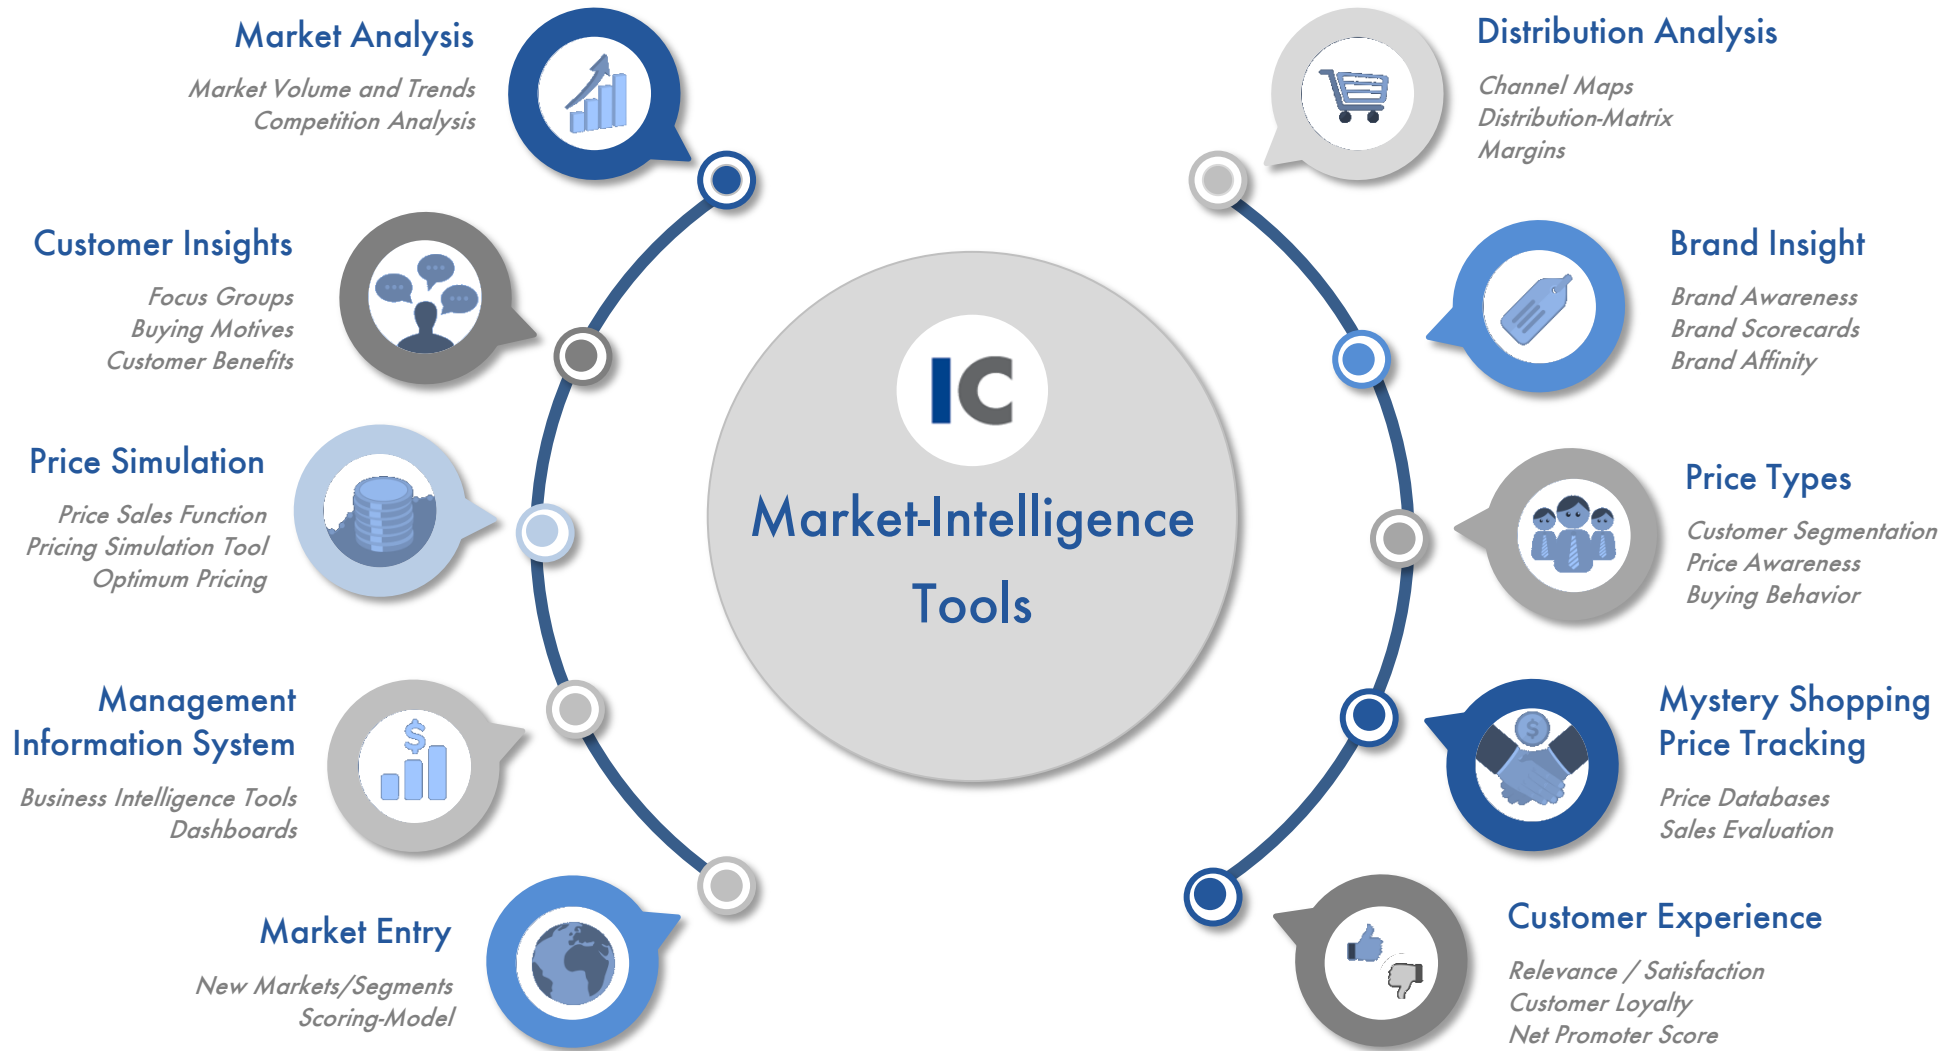 Market Analysis
Market Volume and Trends
Competition Analysis
Customer Insights
Focus Groups
Buying Motives
Customer Benefits
Price Simulation
Price Sales Function
Pricing Simulation Tool
Optimum Pricing
Management
Information System
Business Intelligence Tools
Dashboards
$
Market Entry
New Markets/Segments
Scoring-Model
IC
Market-Intelligence
Tools
Distribution Analysis
Channel Maps
Distribution-Matrix
Margins
Brand Insight
Brand Awareness
Brand Scorecards
Brand Affinity
Price Types
Customer Segmentation
Price Awareness
Buying Behavior
Mystery Shopping
Price Tracking
Price Databases
Sales Evaluation
$
Customer Experience
Relevance / Satisfaction
Customer Loyalty
Net Promoter Score